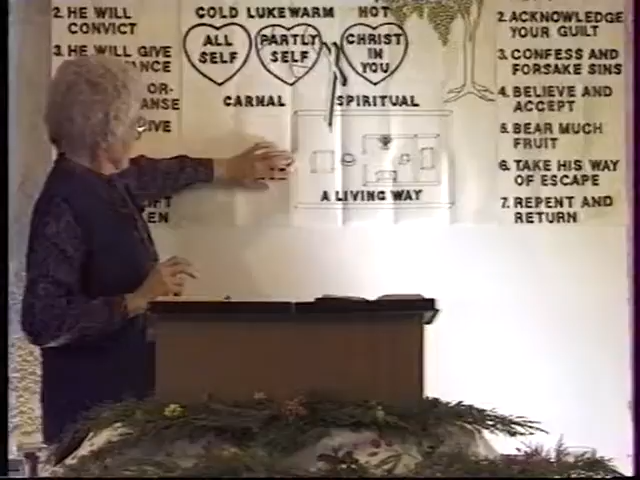 2. HE WILL
CONVICT
3. HE WILL GIVE
COLD LUKEWARM HOT
ALL
SELF
PARTLY
SELF
CHRIST
IN
YOU
CARNAL
SPIRITUAL
A LIVING WAY
2. ACKNOWLEDGE
YOUR GUILT
3. CONFESS AND
FORSAKE SINS
4. BELIEVE AND
ACCEPT
5. BEAR MUCH
FRUIT
6. TAKE HIS WAY
OF ESCAPE
7. REPENT AND
RETURN